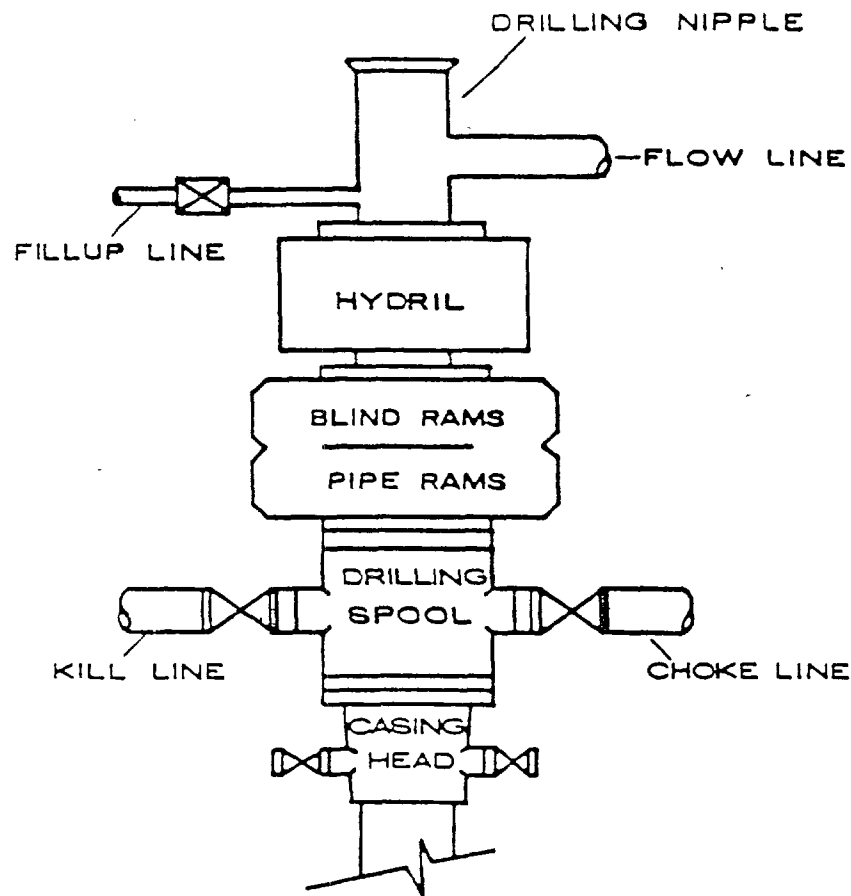 DRILLING NIPPLE
FLOW LINE
FILLUP LINE
HYDRIL
BLIND RAMS
PIPE RAMS
DRILLING
SPOOL
KILL LINE
CHOKE LINE
CASING
HEAD